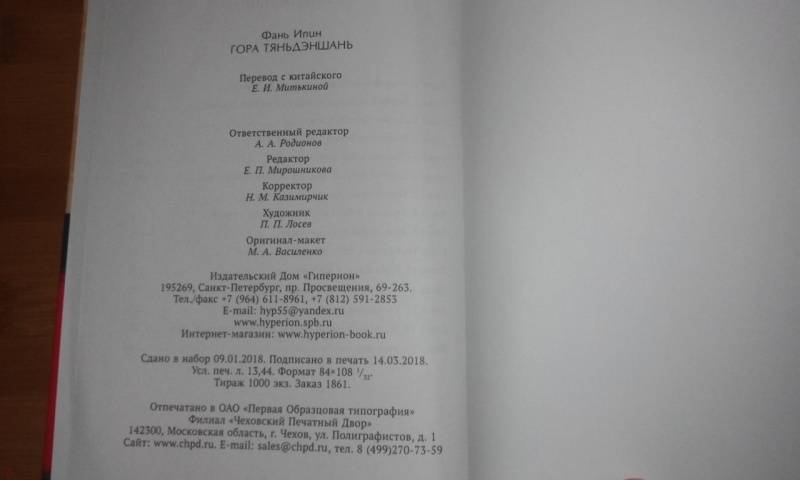 Фань Ипин
ГОРА ТЯНЬДЭНШАНЬ
Перевод с китайского
Е. И. Митькиной
Ответственный редактор
А. А. Родионов
Редактор
Е. П. Мирошникова
Корректор
Н. М. Казимирчик
Художник
П. П. Лосев
Оригинал-макет
М. А. Василенко
Издательский Дом «Гиперион»
195269, Санкт-Петербург, пр. Просвещения, 69-263.
Тел./факс +7 (964) 611-8961, +7 (812) 591-2853
E-mail: hyp55@yandex.ru
www.hyperion.spb.ru
Интернет-магазин: www.hyperion-book.ru
Сдано в набор 09.01.2018. Подписано в печать 14.03.2018.
Усл. печ. л. 13,44. Формат 84×108 1/32.
Тираж 1000 экз. Заказ 1861.
Отпечатано в ОАО «Первая Образцовая типография»
Филиал «Чеховский Печатный Двор»
142300, Московская область, г. Чехов, ул. Полиграфистов, д. 1
Сайт: www.chpd.ru. E-mail: sales@chpd.ru, тел. 8 (499)270-73-59